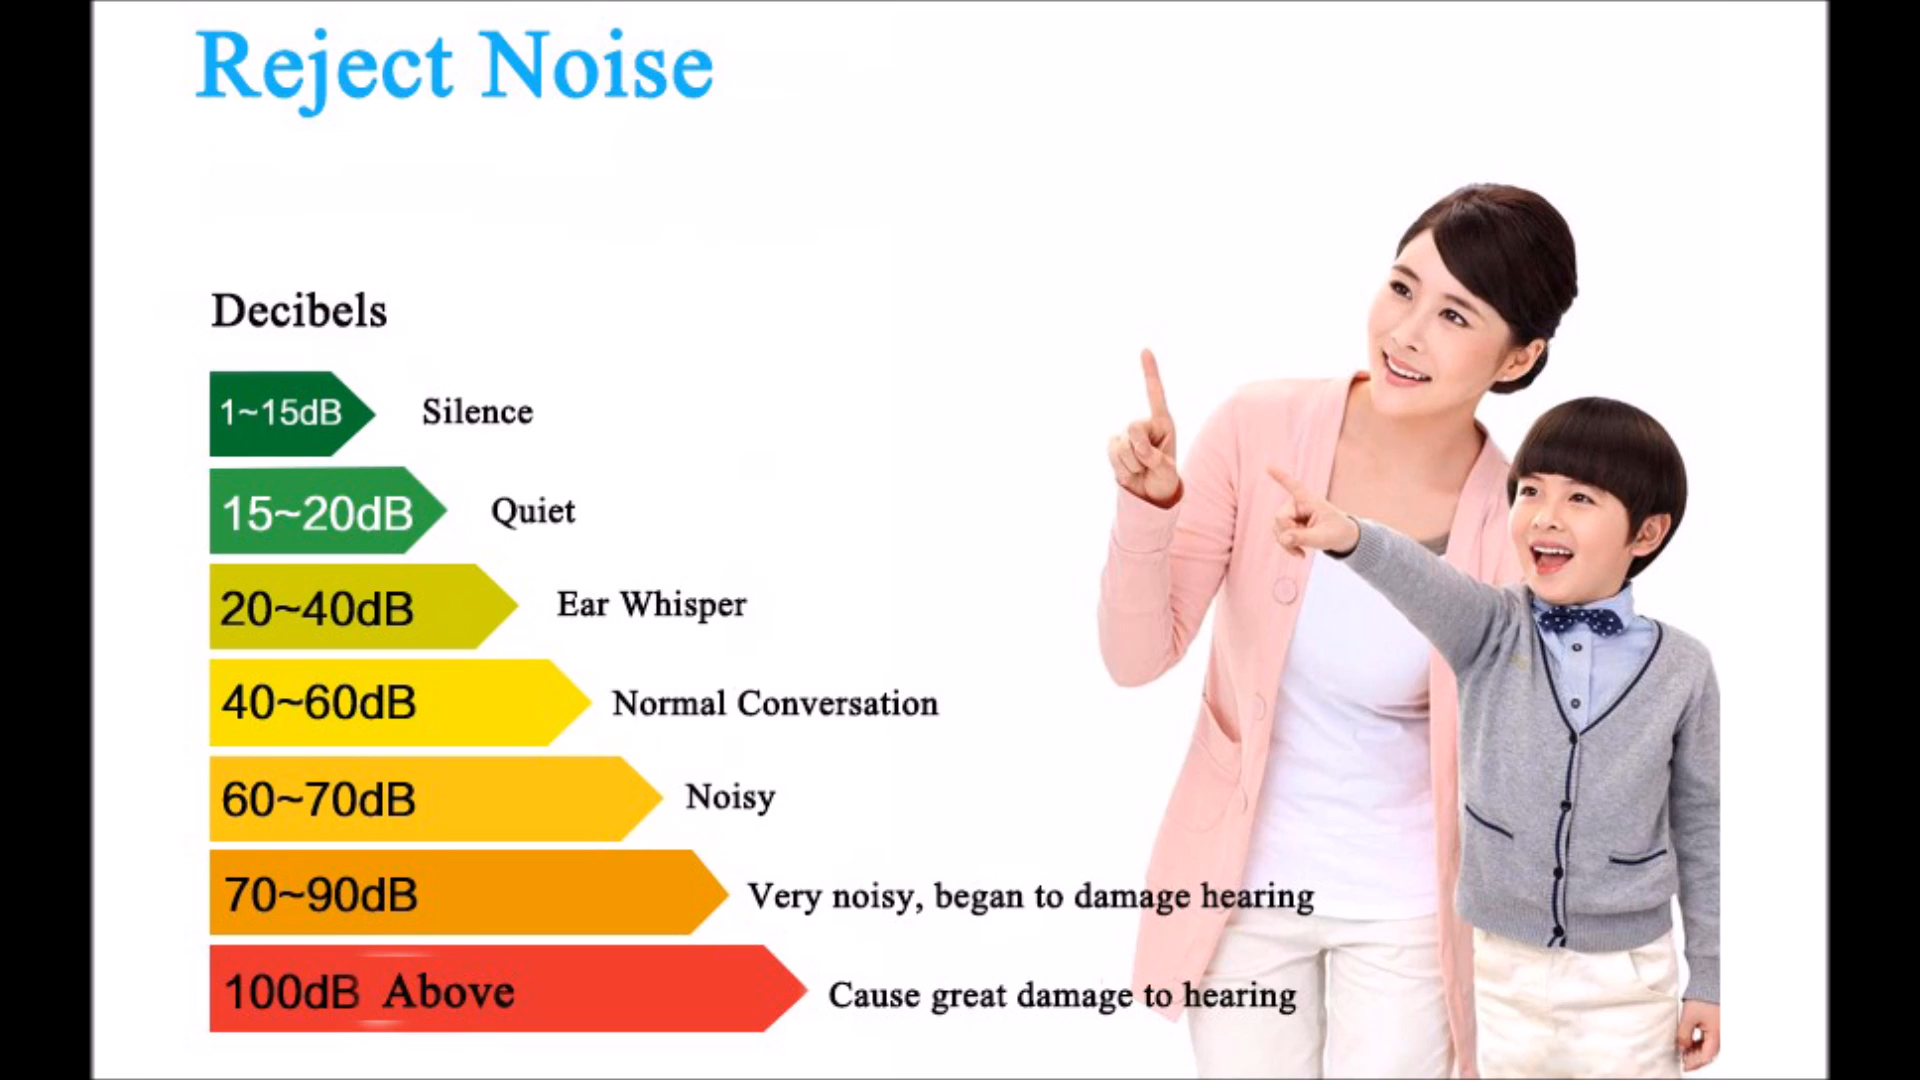 Reject Noise
Decibels
1~15dB Silence
15~20dB Quiet
20~40dB Ear Whisper
40~60dB Normal Conversation
60~70dB Noisy
70~90dB Very noisy, began to damage hearing
100dB Above Cause great damage to hearing